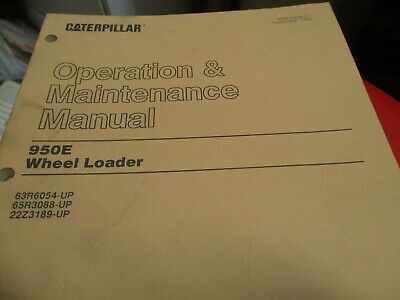 CATERPILLAR
Operation &
Maintenance
Manual
950E
Wheel Loader
63R6054-UP
65R3088-UP
22Z3189-UP